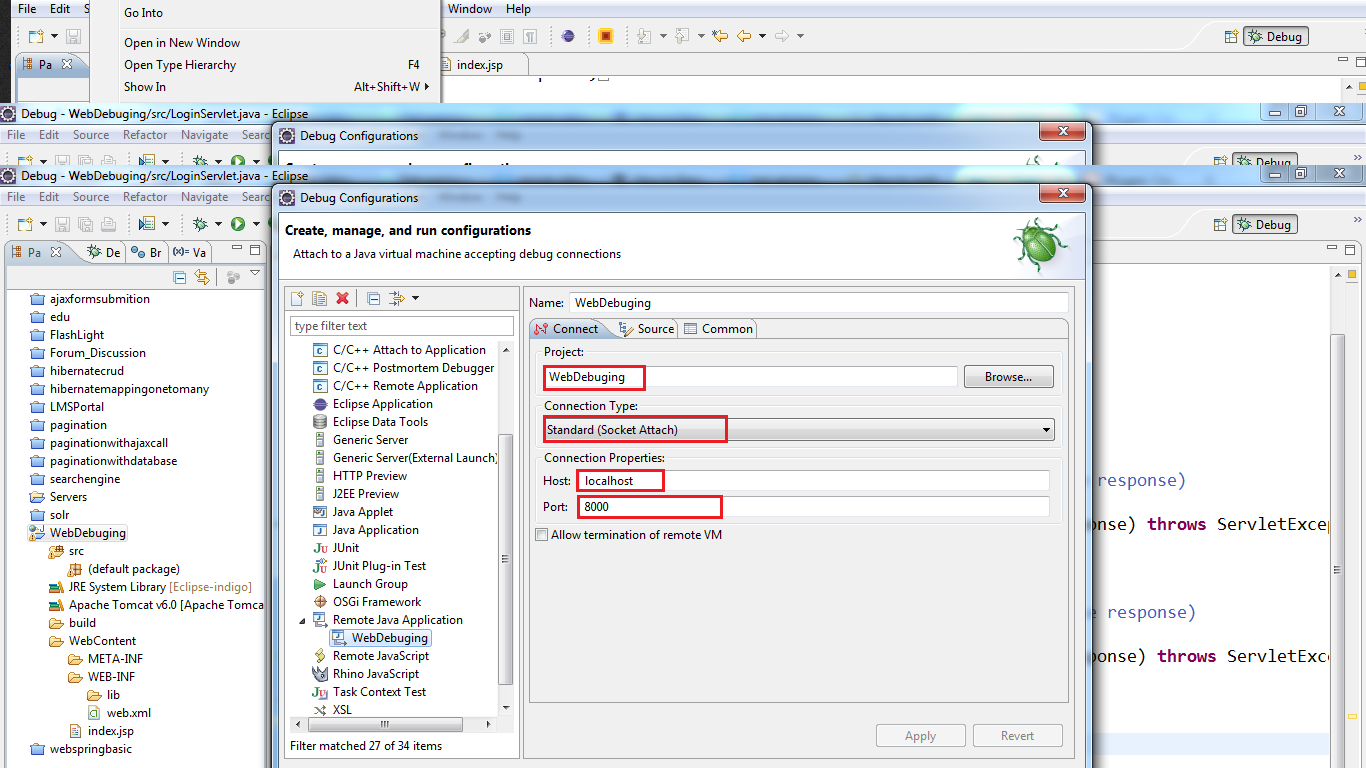 File Edit S
Go Into
Window Help
Open in New Window
Debug
Open Type Hierarchy F4
Pa
index.jsp
Show In Alt+Shift+W
Debug - WebDebuging/src/LoginServlet.java - Eclipse
File Edit Source Refactor Navigate Searc
Debug Configurations
Debug
Debug - WebDebuging/src/LoginServlet.java - Eclipse
File Edit Source Refactor Navigate Searc
Debug Configurations
Debug
Create, manage, and run configurations
Attach to a Java virtual machine accepting debug connections
Pa De Br (x)= Va
ajaxformsubmition
edu
FlashLight
Forum_Discussion
hibernatecrud
hibernatemappingonetomany
LMSPortal
pagination
paginationwithajaxcall
paginationwithdatabase
searchengine
Servers
solr
WebDebuging
src
(default package)
JRE System Library [Eclipse-indigo]
Apache Tomcat v6.0 [Apache Tomca
build
WebContent
META-INF
WEB-INF
lib
web.xml
index.jsp
webspringbasic
type filter text
C/C++ Attach to Application
C/C++ Postmortem Debugger
C/C++ Remote Application
Eclipse Application
Eclipse Data Tools
Generic Server
Generic Server(External Launch)
HTTP Preview
J2EE Preview
Java Applet
Java Application
JUnit
JUnit Plug-in Test
Launch Group
OSGi Framework
Remote Java Application
WebDebuging
Remote JavaScript
Rhino JavaScript
Task Context Test
XSL
Filter matched 27 of 34 items
Name: WebDebuging
Connect Source Common
Project:
WebDebuging
Browse...
Connection Type:
Standard (Socket Attach)
Connection Properties:
Host: localhost
Port: 8000
Allow termination of remote VM
Apply Revert
response)
onse) throws ServletExcep
e response)
onse) throws ServletExce